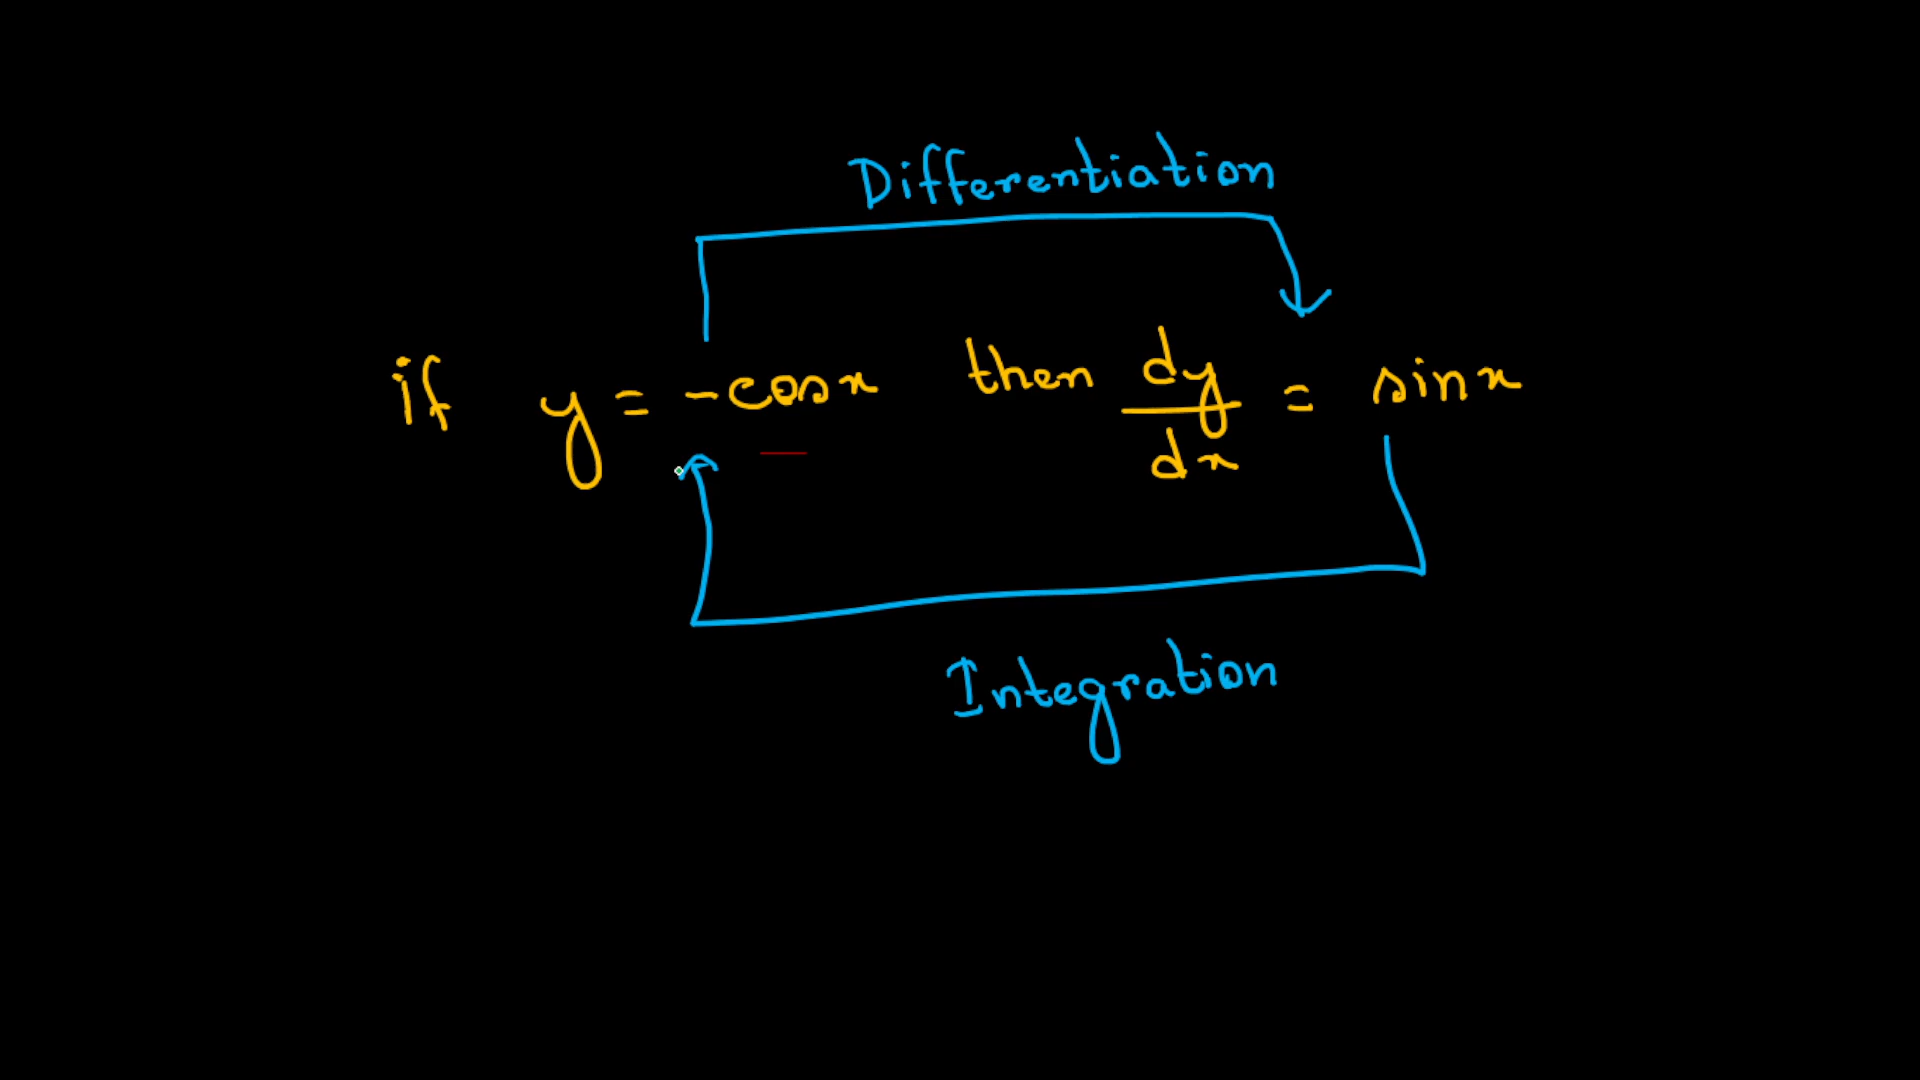 Differentiation
if y = -cosx then dy/dx = sinx
Integration